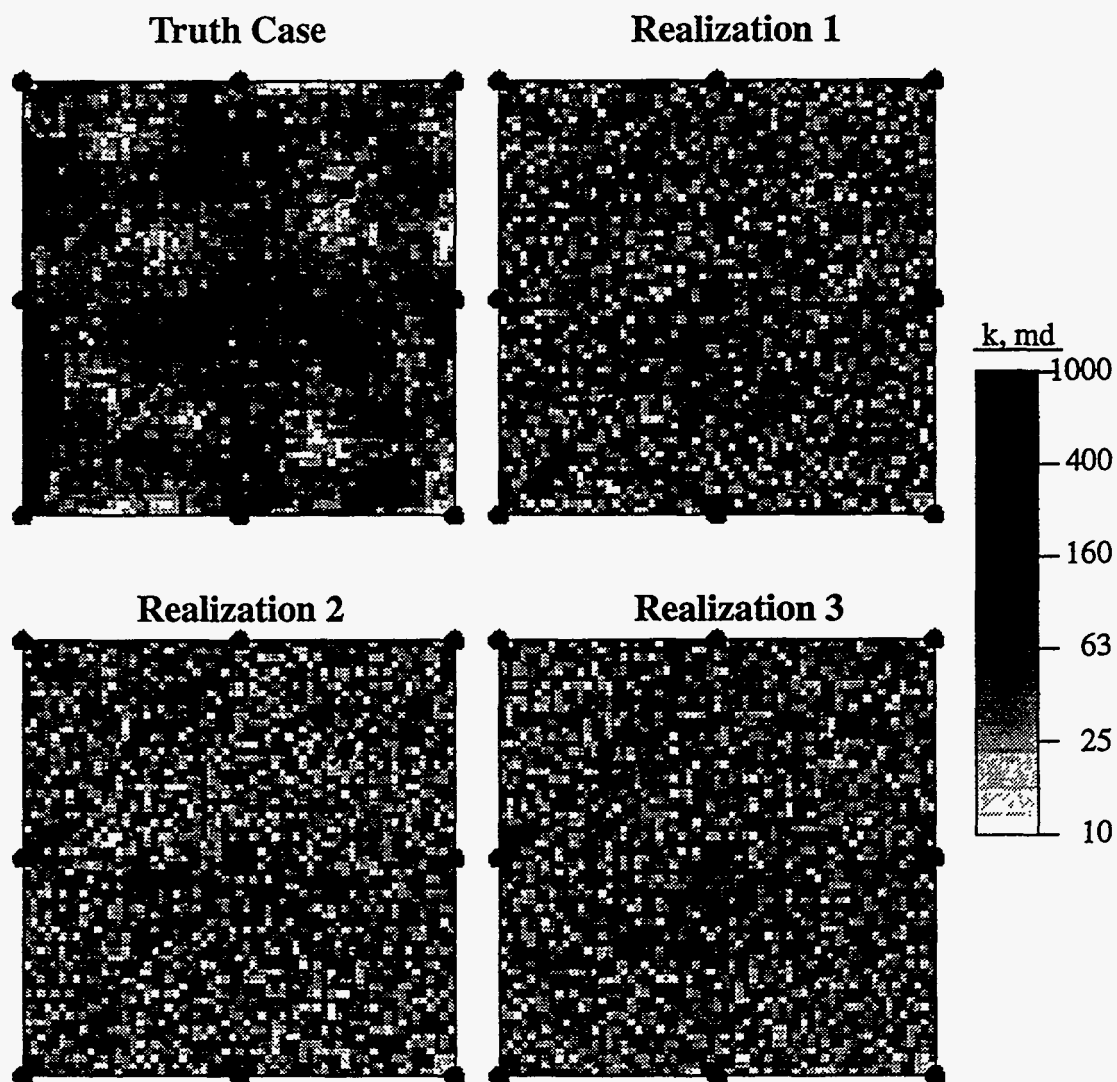 Truth Case
Realization 1
k, md
1000
400
160
63
25
10
Realization 2
Realization 3